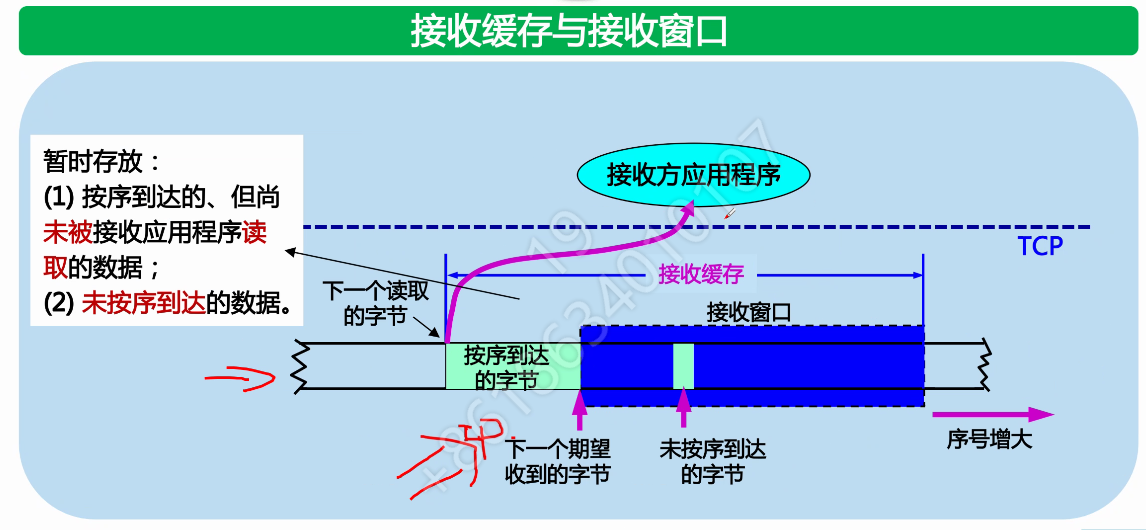 接收缓存与接收窗口
暂时存放：
(1) 按序到达的、但尚
未被接收应用程序读
取的数据；
(2) 未按序到达的数据。
接收方应用程序
TCP
接收缓存
下一个读取
的字节
接收窗口
按序到达
的字节
下一个期望
收到的字节
未按序到达
的字节
序号增大